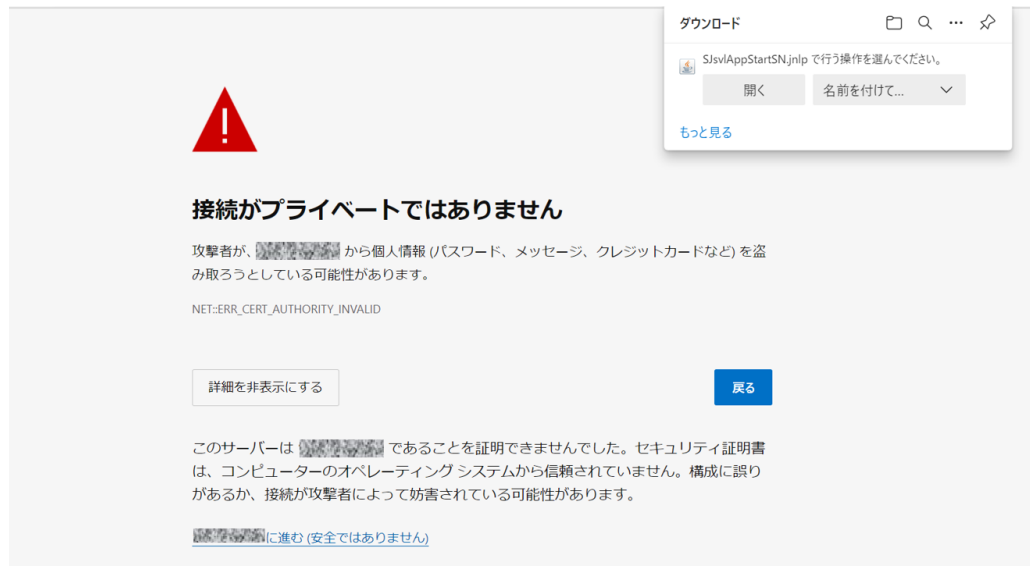 ダウンロード
SJsvlAppStartSN.jnlp で行う操作を選んでください。
開く
名前を付けて...
もっと見る
接続がプライベートではありません
攻撃者が、 から個人情報 (パスワード、メッセージ、クレジットカードなど) を盗
み取ろうとしている可能性があります。
NET::ERR_CERT_AUTHORITY_INVALID
詳細を非表示にする
戻る
このサーバーは であることを証明できませんでした。セキュリティ証明書
は、コンピューターのオペレーティング システムから信頼されていません。構成に誤り
があるか、接続が攻撃者によって妨害されている可能性があります。
に進む (安全ではありません)